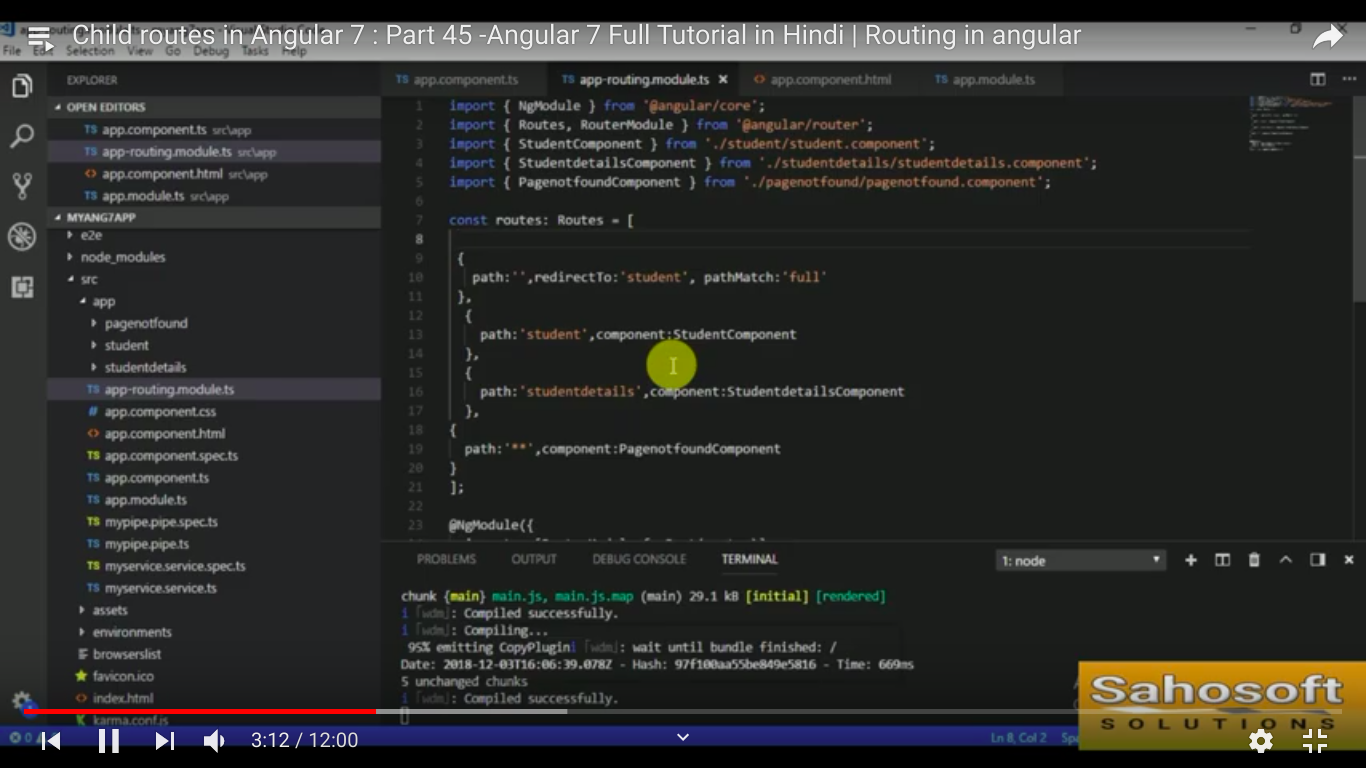 Child routes in Angular 7 : Part 45 -Angular 7 Full Tutorial in Hindi | Routing in angular
File Edit Selection View Go Debug Tasks Help
EXPLORER
OPEN EDITORS
TS app.component.ts src\app
TS app-routing.module.ts src\app
<> app.component.html src\app
TS app.module.ts src\app
MYANG7APP
e2e
node_modules
src
app
pagenotfound
student
studentdetails
TS app-routing.module.ts
# app.component.css
<> app.component.html
TS app.component.spec.ts
TS app.component.ts
TS app.module.ts
TS mypipe.pipe.spec.ts
TS mypipe.pipe.ts
TS myservice.service.spec.ts
TS myservice.service.ts
assets
environments
browserslist
favicon.ico
<> index.html
K karma.conf.js
TS app.component.ts TS app-routing.module.ts × <> app.component.html TS app.module.ts
1 import { NgModule } from '@angular/core';
2 import { Routes, RouterModule } from '@angular/router';
3 import { StudentComponent } from './student/student.component';
4 import { StudentdetailsComponent } from './studentdetails/studentdetails.component';
5 import { PagenotfoundComponent } from './pagenotfound/pagenotfound.component';
6
7 const routes: Routes = [
8
9 {
10 path:'',redirectTo:'student', pathMatch:'full'
11 },
12 {
13 path:'student',component:StudentComponent
14 },
15 {
16 path:'studentdetails',component:StudentdetailsComponent
17 },
18 {
19 path:'**',component:PagenotfoundComponent
20 }
21 ];
22
23 @NgModule({
PROBLEMS OUTPUT DEBUG CONSOLE TERMINAL 1: node
chunk {main} main.js, main.js.map (main) 29.1 kB [initial] [rendered]
i ｢wdm｣: Compiled successfully.
i ｢wdm｣: Compiling...
95% emitting CopyPlugini ｢wdm｣: wait until bundle finished: /
Date: 2018-12-03T16:06:39.078Z - Hash: 97f100aa55be849e5816 - Time: 669ms
5 unchanged chunks
i ｢wdm｣: Compiled successfully.
Sahosoft
SOLUTIONS
3:12 / 12:00
Ln 8, Col 2